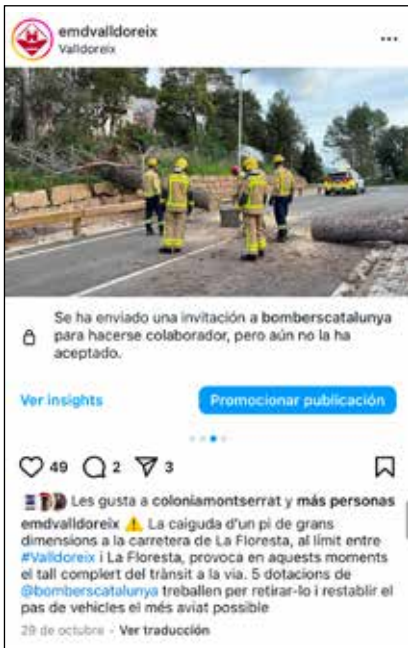 emdvalldoreix
Valldoreix
Se ha enviado una invitación a bomberscatalunya
para hacerse colaborador, pero aún no la ha
aceptado.
Ver insights
Promocionar publicación
49 2 3
Les gusta a coloniamontserrat y más personas
emdvalldoreix ⚠️ La caiguda d'un pi de grans
dimensions a la carretera de La Floresta, al límit entre
#Valldoreix i La Floresta, provoca en aquests moments
el tall complert del trànsit a la via. 5 dotacions de
@bomberscatalunya treballen per retirar-lo i restablir el
pas de vehicles el més aviat possible
29 de octubre - Ver traducción